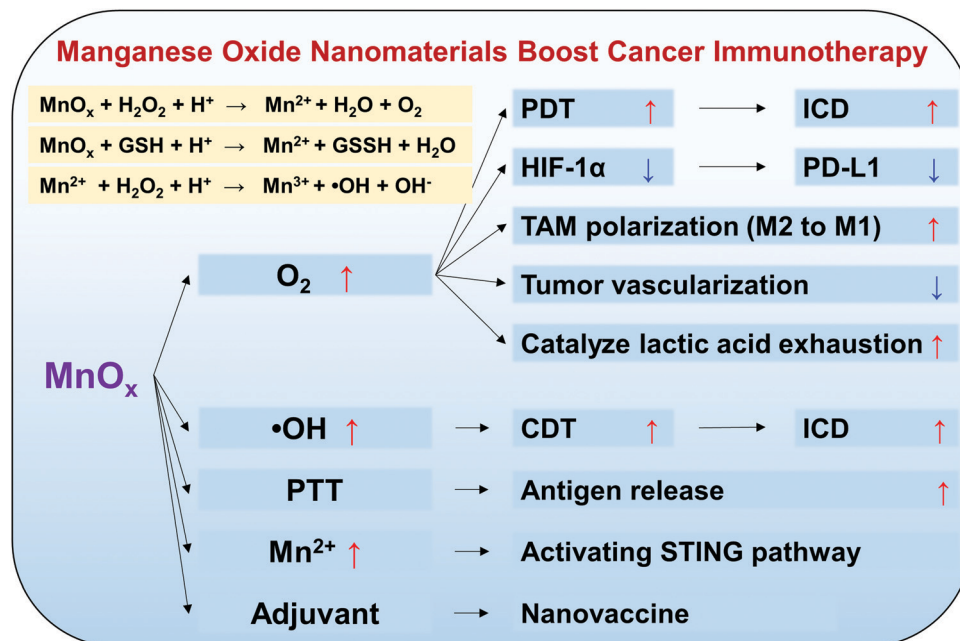 Manganese Oxide Nanomaterials Boost Cancer Immunotherapy
MnOₓ + H₂O₂ + H⁺ → Mn²⁺ + H₂O + O₂
MnOₓ + GSH + H⁺ → Mn²⁺ + GSSH + H₂O
Mn²⁺ + H₂O₂ + H⁺ → Mn³⁺ + •OH + OH⁻
PDT ↑ → ICD ↑
HIF-1α ↓ → PD-L1 ↓
TAM polarization (M2 to M1) ↑
O₂ ↑
Tumor vascularization ↓
Catalyze lactic acid exhaustion ↑
MnOₓ
•OH ↑ → CDT ↑ → ICD ↑
PTT → Antigen release ↑
Mn²⁺ ↑ → Activating STING pathway
Adjuvant → Nanovaccine